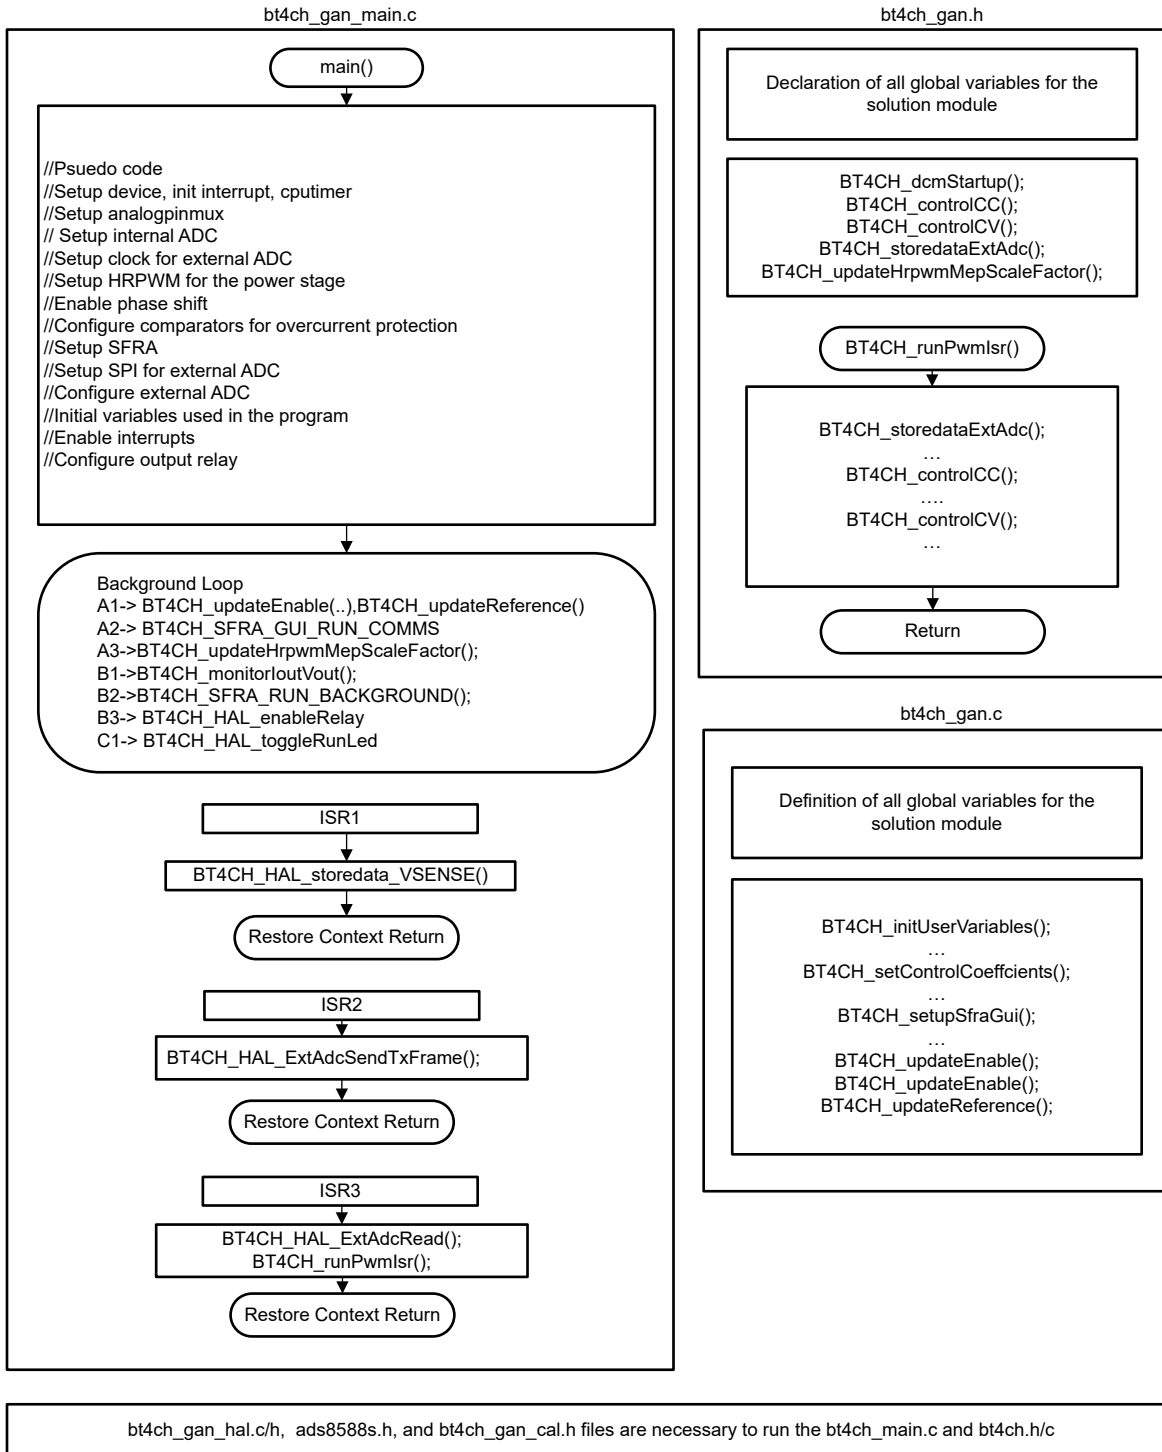 bt4ch_gan_main.c
main()
//Psuedo code
//Setup device, init interrupt, cputimer
//Setup analogpinmux
// Setup internal ADC
//Setup clock for external ADC
//Setup HRPWM for the power stage
//Enable phase shift
//Configure comparators for overcurrent protection
//Setup SFRA
//Setup SPI for external ADC
//Configure external ADC
//Initial variables used in the program
//Enable interrupts
//Configure output relay
Background Loop
A1-> BT4CH_updateEnable(..),BT4CH_updateReference()
A2-> BT4CH_SFRA_GUI_RUN_COMMS
A3->BT4CH_updateHrpwmMepScaleFactor();
B1->BT4CH_monitorIoutVout();
B2->BT4CH_SFRA_RUN_BACKGROUND();
B3-> BT4CH_HAL_enableRelay
C1-> BT4CH_HAL_toggleRunLed
ISR1
BT4CH_HAL_storedata_VSENSE()
Restore Context Return
ISR2
BT4CH_HAL_ExtAdcSendTxFrame();
Restore Context Return
ISR3
BT4CH_HAL_ExtAdcRead();
BT4CH_runPwmIsr();
Restore Context Return
bt4ch_gan.h
Declaration of all global variables for the
solution module
BT4CH_dcmStartup();
BT4CH_controlCC();
BT4CH_controlCV();
BT4CH_storedataExtAdc();
BT4CH_updateHrpwmMepScaleFactor();
BT4CH_runPwmIsr()
BT4CH_storedataExtAdc();
…
BT4CH_controlCC();
….
BT4CH_controlCV();
…
Return
bt4ch_gan.c
Definition of all global variables for the
solution module
BT4CH_initUserVariables();
…
BT4CH_setControlCoeffcients();
…
BT4CH_setupSfraGui();
…
BT4CH_updateEnable();
BT4CH_updateEnable();
BT4CH_updateReference();
bt4ch_gan_hal.c/h, ads8588s.h, and bt4ch_gan_cal.h files are necessary to run the bt4ch_main.c and bt4ch.h/c